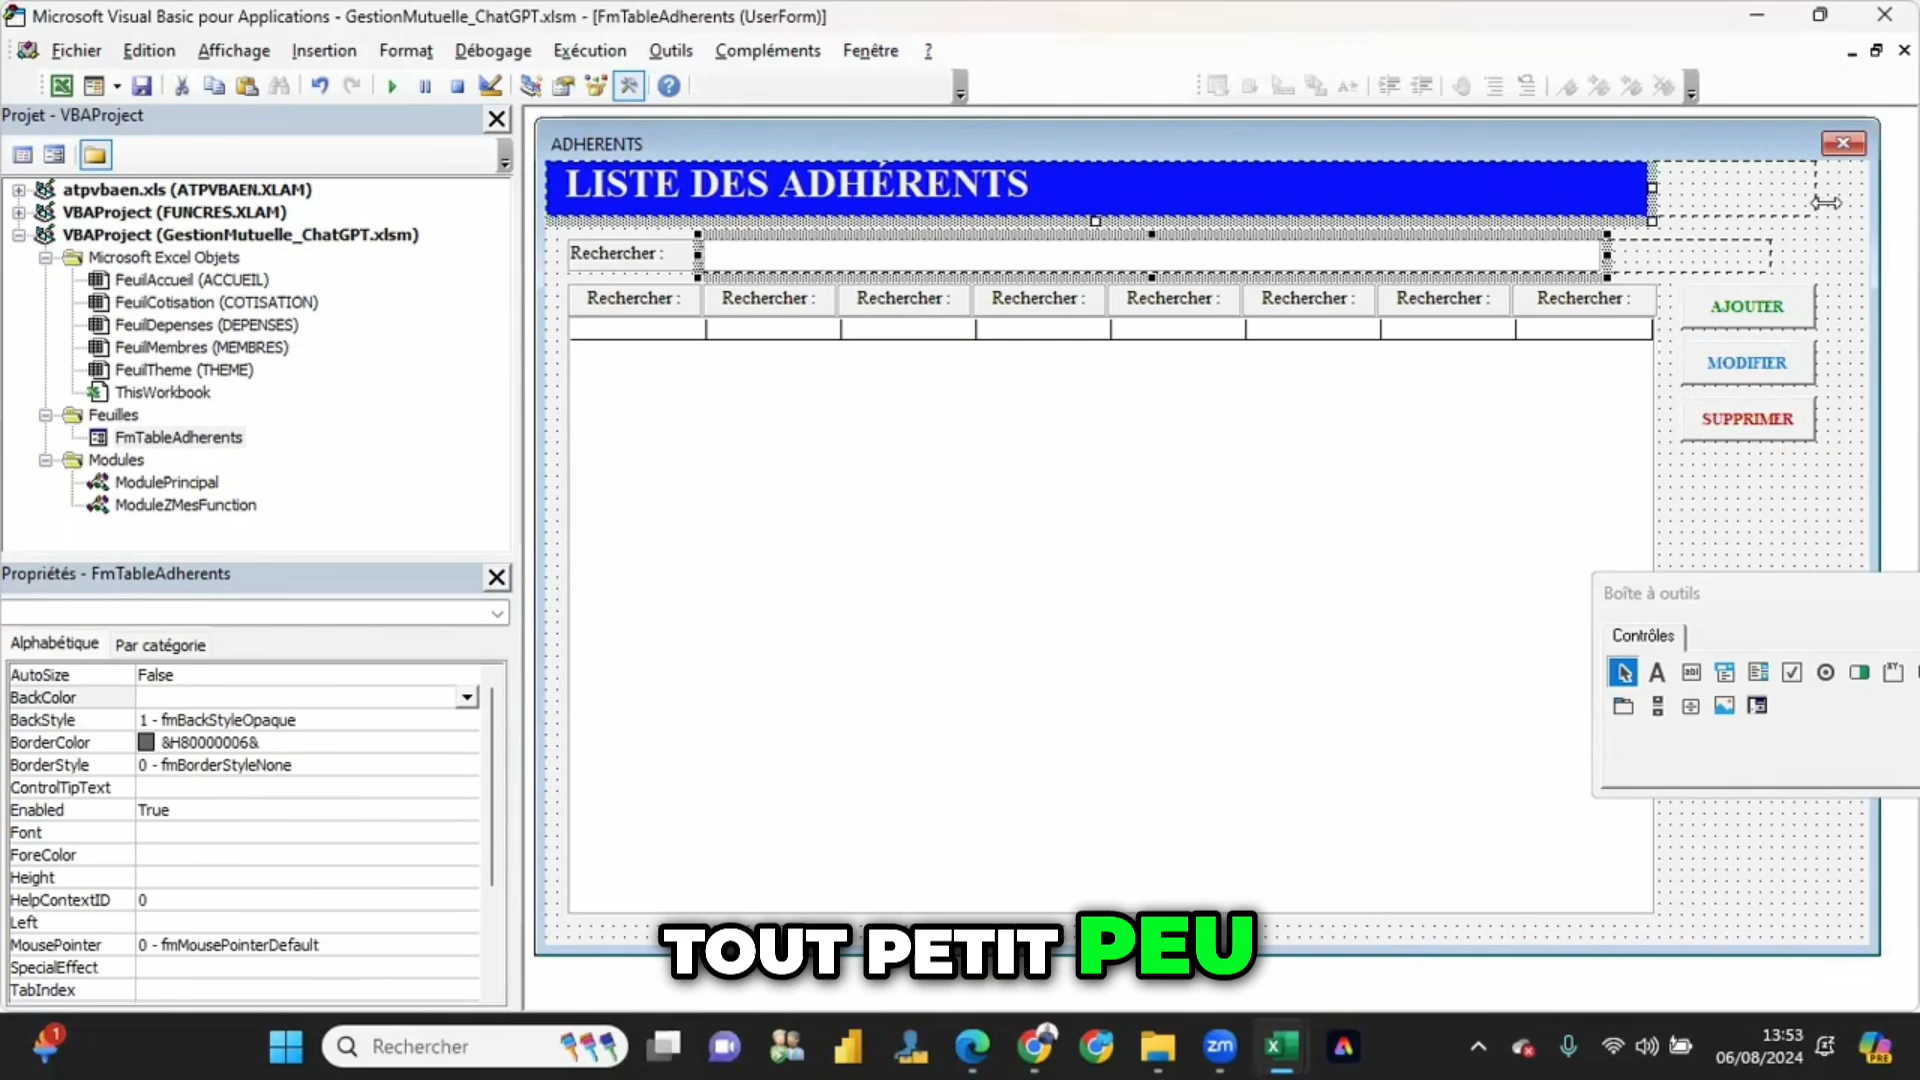 Microsoft Visual Basic pour Applications - GestionMutuelle_ChatGPT.xlsm - [FmTableAdherents (UserForm)]
Fichier Edition Affichage Insertion Format Débogage Exécution Outils Compléments Fenêtre ?
Projet - VBAProject
atpvbaen.xls (ATPVBAEN.XLAM)
VBAProject (FUNCRES.XLAM)
VBAProject (GestionMutuelle_ChatGPT.xlsm)
Microsoft Excel Objets
FeuilAccueil (ACCUEIL)
FeuilCotisation (COTISATION)
FeuilDepenses (DEPENSES)
FeuilMembres (MEMBRES)
FeuilTheme (THEME)
ThisWorkbook
Feuilles
FmTableAdherents
Modules
ModulePrincipal
ModuleZMesFunction
Propriétés - FmTableAdherents
Alphabétique Par catégorie
AutoSize False
BackColor
BackStyle 1 - fmBackStyleOpaque
BorderColor &H80000006&
BorderStyle 0 - fmBorderStyleNone
ControlTipText
Enabled True
Font
ForeColor
Height
HelpContextID 0
Left
MousePointer 0 - fmMousePointerDefault
SpecialEffect
TabIndex
ADHERENTS
LISTE DES ADHÉRENTS
Rechercher :
Rechercher : Rechercher : Rechercher : Rechercher : Rechercher : Rechercher : Rechercher : Rechercher :
AJOUTER
MODIFIER
SUPPRIMER
Boîte à outils
Contrôles
TOUT PETIT PEU
1
Rechercher
zm
PRE
13:53
06/08/2024